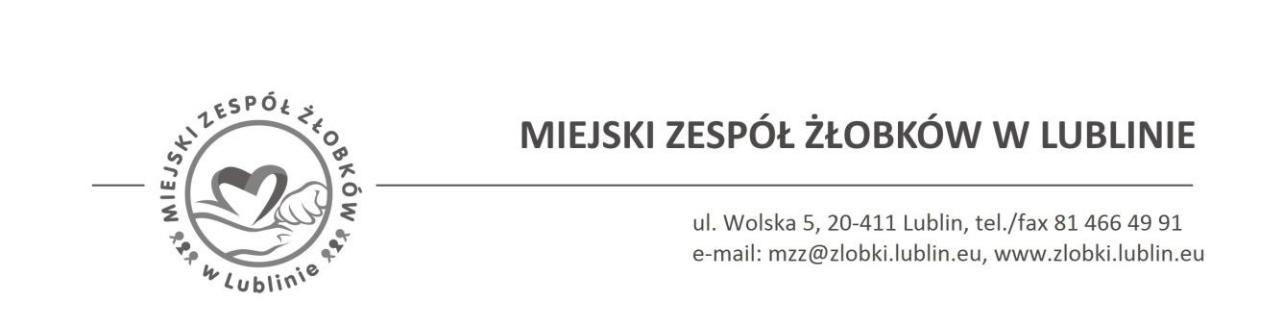 MIEJSKI ZESPÓŁ ŻŁOBKÓW
w Lublinie
MIEJSKI ZESPÓŁ ŻŁOBKÓW W LUBLINIE
ul. Wolska 5, 20-411 Lublin, tel./fax 81 466 49 91
e-mail: mzz@zlobki.lublin.eu, www.zlobki.lublin.eu